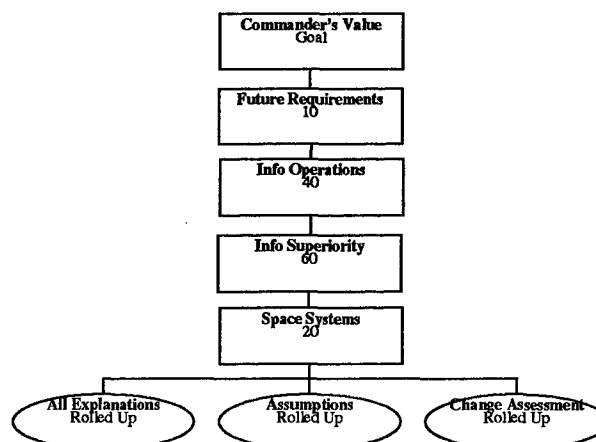 Commander's Value
Goal
Future Requirements
10
Info Operations
40
Info Superiority
60
Space Systems
20
All Explanations
Rolled Up
Assumptions
Rolled Up
Change Assessment
Rolled Up